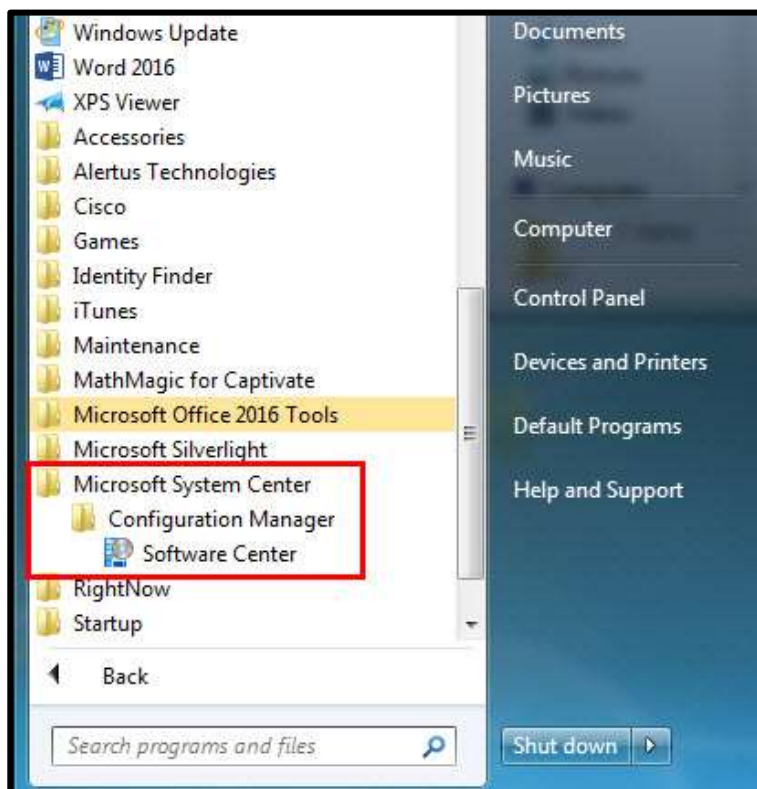 Windows Update
Word 2016
XPS Viewer
Accessories
Alertus Technologies
Cisco
Games
Identity Finder
iTunes
Maintenance
MathMagic for Captivate
Microsoft Office 2016 Tools
Microsoft Silverlight
Microsoft System Center
Configuration Manager
Software Center
RightNow
Startup
Back
Search programs and files
Documents
Pictures
Music
Computer
Control Panel
Devices and Printers
Default Programs
Help and Support
Shut down